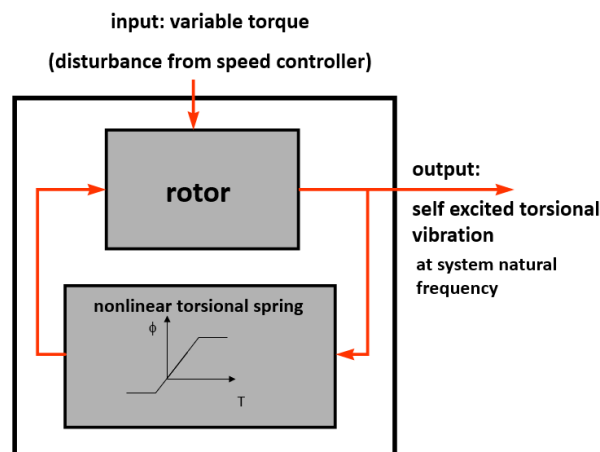 input: variable torque
(disturbance from speed controller)
rotor
output:
self excited torsional
vibration
at system natural
frequency
nonlinear torsional spring
ϕ
T